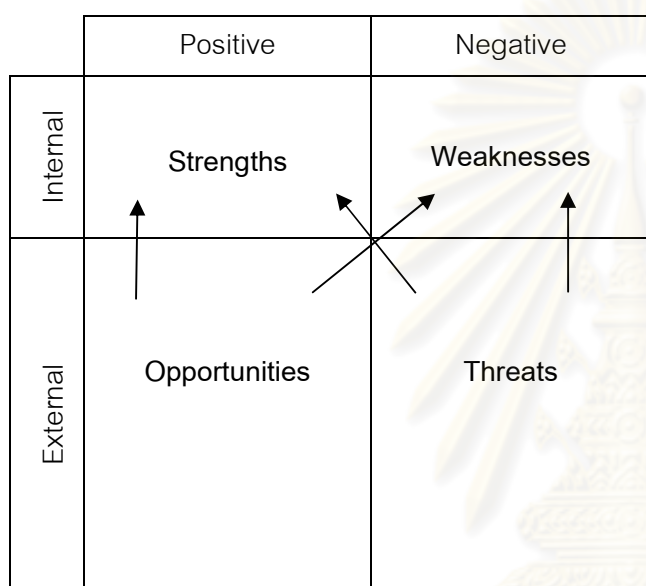 Positive Negative
Internal
Strengths Weaknesses
External
Opportunities Threats